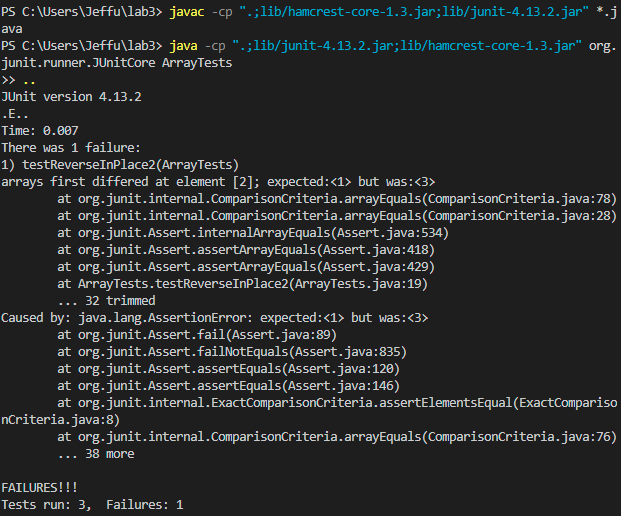 PS C:\Users\Jeffu\lab3> javac -cp ".;lib/hamcrest-core-1.3.jar;lib/junit-4.13.2.jar" *.j
ava
PS C:\Users\Jeffu\lab3> java -cp ".;lib/junit-4.13.2.jar;lib/hamcrest-core-1.3.jar" org.
junit.runner.JUnitCore ArrayTests
>> ..
JUnit version 4.13.2
.E..
Time: 0.007
There was 1 failure:
1) testReverseInPlace2(ArrayTests)
arrays first differed at element [2]; expected:<1> but was:<3>
        at org.junit.internal.ComparisonCriteria.arrayEquals(ComparisonCriteria.java:78)
        at org.junit.internal.ComparisonCriteria.arrayEquals(ComparisonCriteria.java:28)
        at org.junit.Assert.internalArrayEquals(Assert.java:534)
        at org.junit.Assert.assertArrayEquals(Assert.java:418)
        at org.junit.Assert.assertArrayEquals(Assert.java:429)
        at ArrayTests.testReverseInPlace2(ArrayTests.java:19)
        ... 32 trimmed
Caused by: java.lang.AssertionError: expected:<1> but was:<3>
        at org.junit.Assert.fail(Assert.java:89)
        at org.junit.Assert.failNotEquals(Assert.java:835)
        at org.junit.Assert.assertEquals(Assert.java:120)
        at org.junit.Assert.assertEquals(Assert.java:146)
        at org.junit.internal.ExactComparisonCriteria.assertElementsEqual(ExactCompariso
nCriteria.java:8)
        at org.junit.internal.ComparisonCriteria.arrayEquals(ComparisonCriteria.java:76)
        ... 38 more

FAILURES!!!
Tests run: 3,  Failures: 1